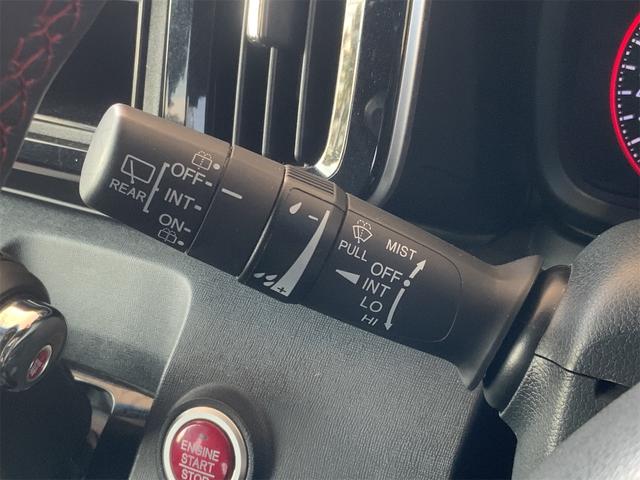 REAR
OFF
INT
ON
-
+
MIST
PULL
OFF
INT
LO
HI
ENGINE
START
STOP